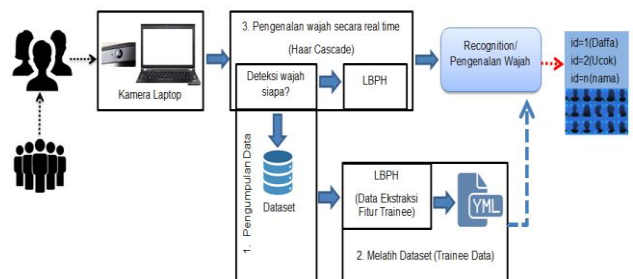 3. Pengenalan wajah secara real time
(Haar Cascade)
Kamera Laptop
Deteksi wajah
siapa?
LBPH
Recognition/
Pengenalan Wajah
id=1(Daffa)
id=2(Ucok)
id=n(nama)
1. Pengumpulan Data
Dataset
LBPH
(Data Ekstraksi
Fitur Trainee)
YML
2. Melatih Dataset (Trainee Data)